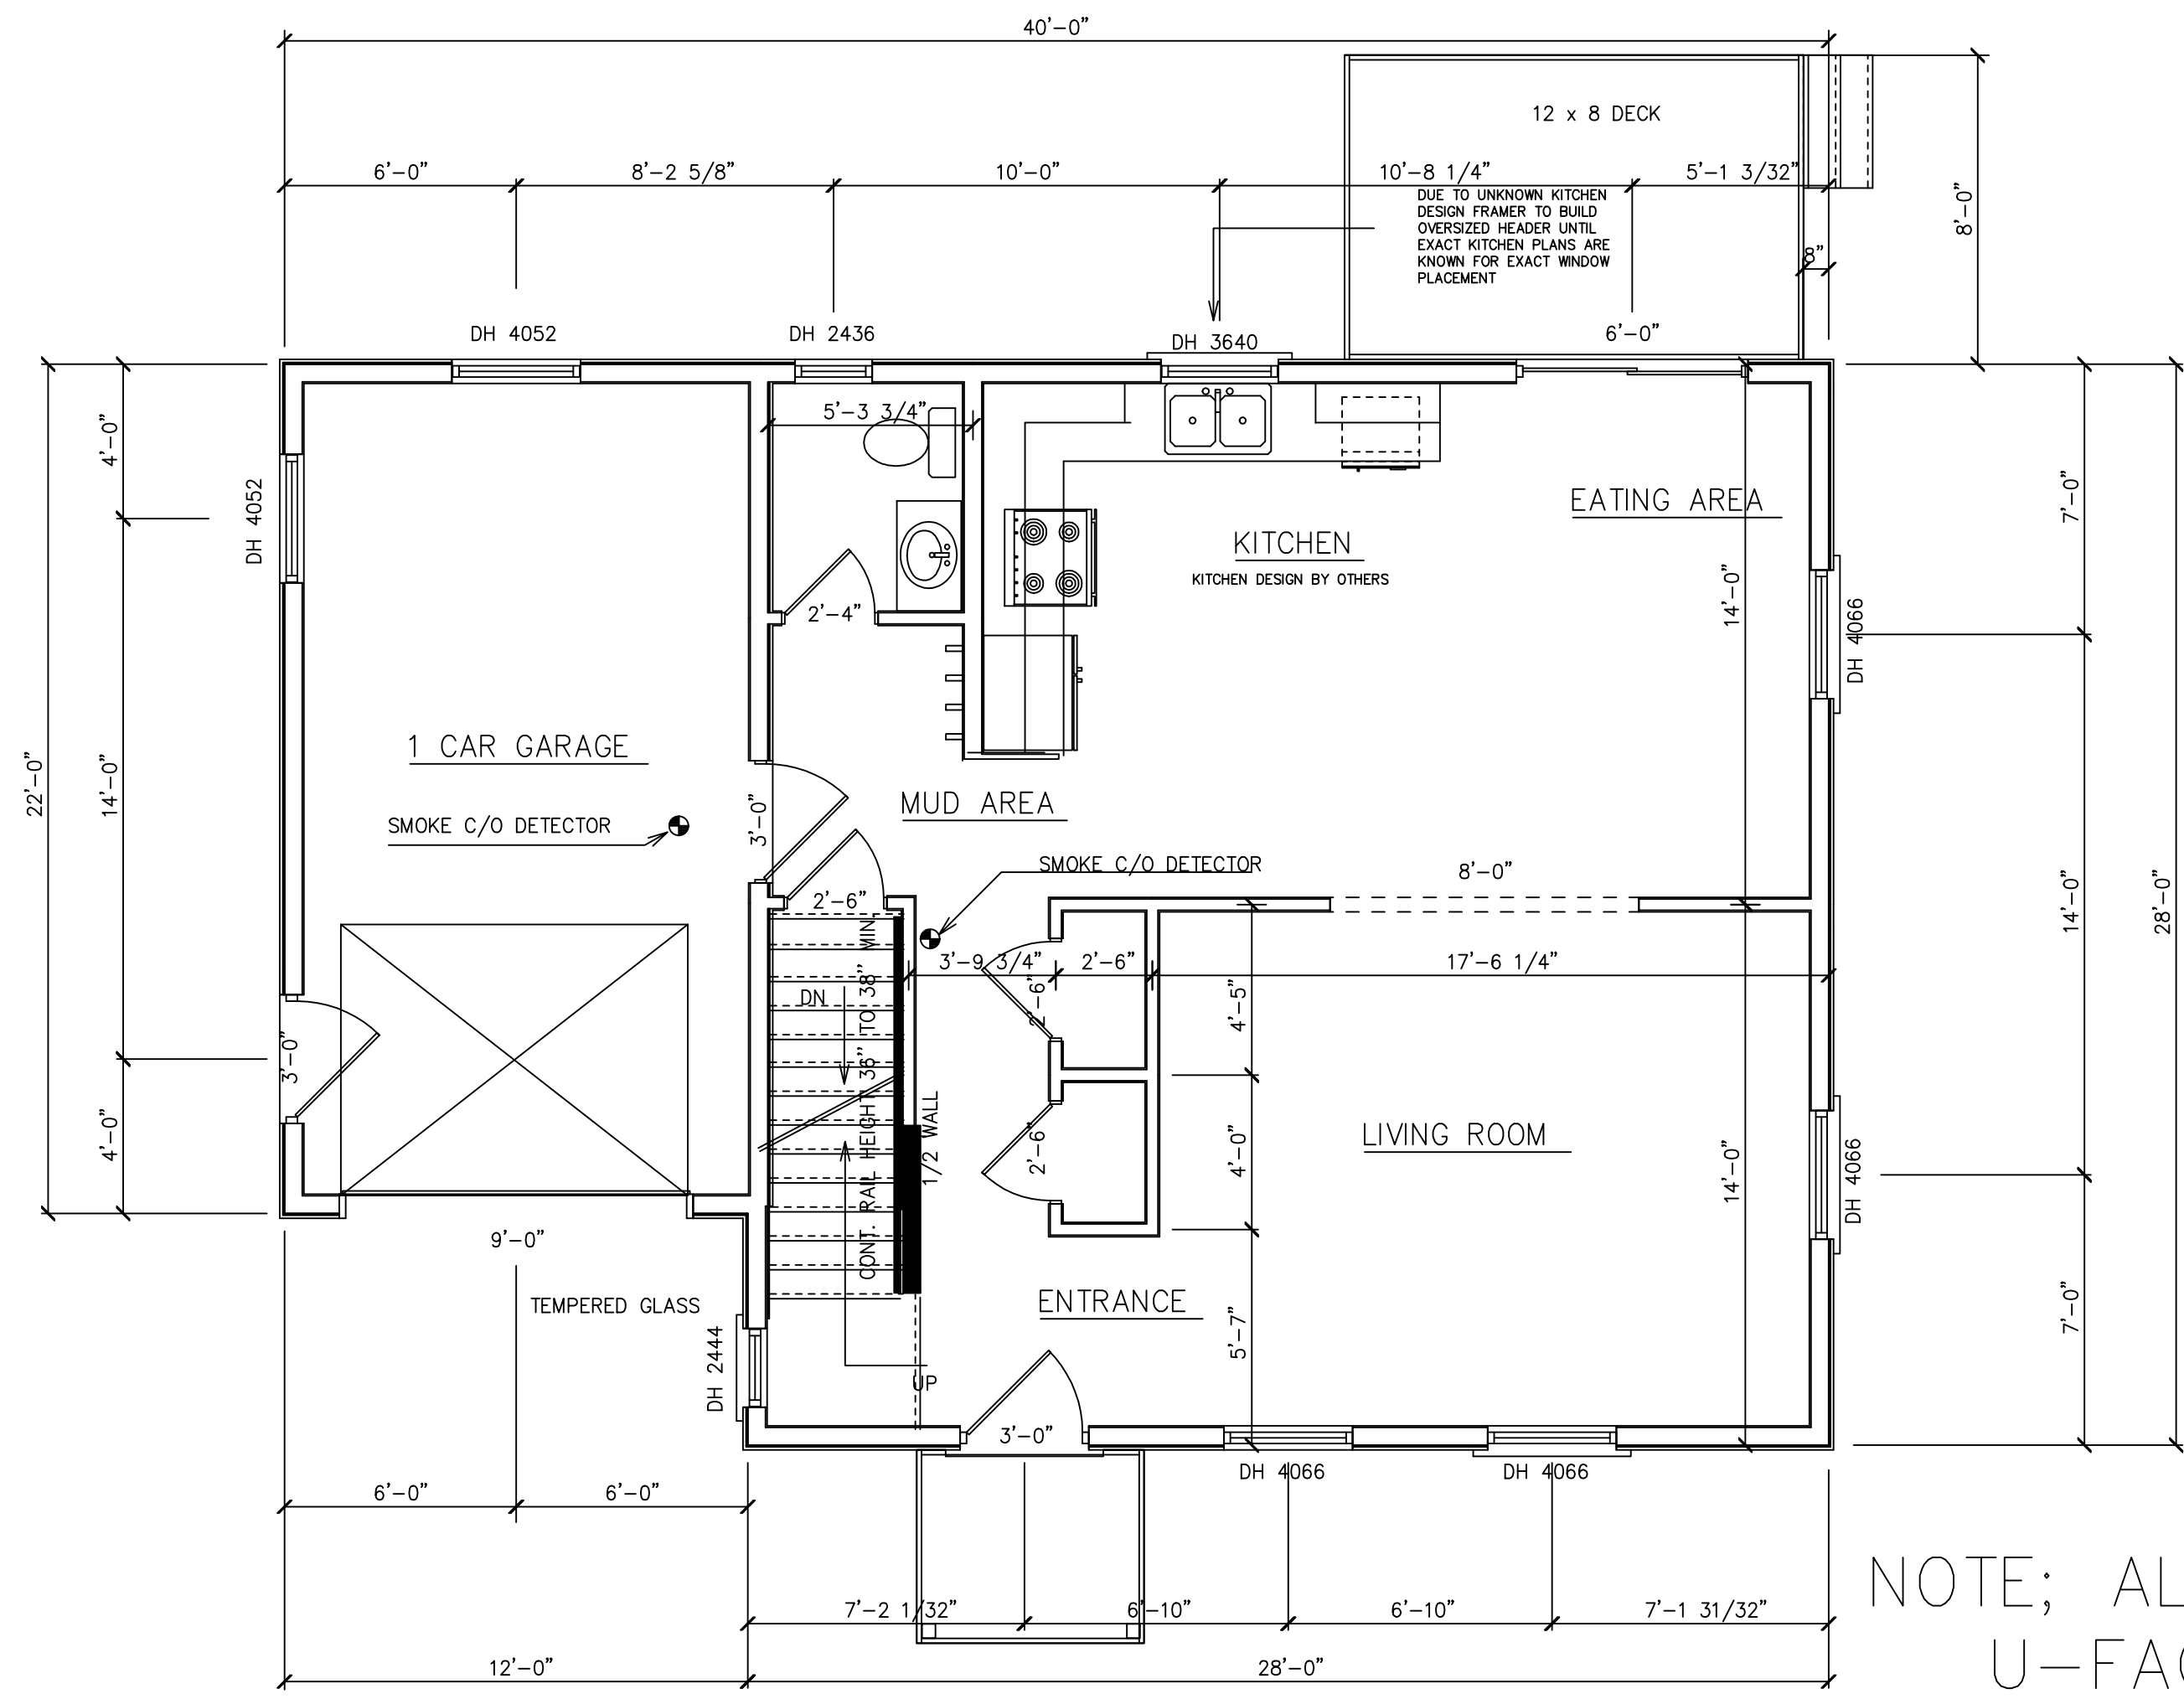 40'-0"
12 x 8 DECK
6'-0"
8'-2 5/8"
10'-0"
10'-8 1/4"
5'-1 3/32"
DUE TO UNKNOWN KITCHEN
DESIGN FRAMER TO BUILD
OVERSIZED HEADER UNTIL
EXACT KITCHEN PLANS ARE
KNOWN FOR EXACT WINDOW
PLACEMENT
8'-0"
8"
DH 4052
DH 2436
DH 3640
6'-0"
5'-3 3/4"
4'-0"
DH 4052
7'-0"
EATING AREA
KITCHEN
KITCHEN DESIGN BY OTHERS
14'-0"
2'-4"
DH 4066
1 CAR GARAGE
22'-0"
14'-0"
MUD AREA
SMOKE C/O DETECTOR
3'-0"
SMOKE C/O DETECTOR
8'-0"
2'-6"
14'-0"
28'-0"
3'-9 3/4"
2'-6"
17'-6 1/4"
DN
2'-6"
4'-5"
CONT. RAIL HEIGHT 36" TO 38" MIN.
3'-0"
4'-0"
1/2 WALL
2'-6"
4'-0"
LIVING ROOM
14'-0"
DH 4066
9'-0"
TEMPERED GLASS
ENTRANCE
5'-7"
7'-0"
DH 2444
UP
3'-0"
DH 4066
DH 4066
6'-0"
6'-0"
NOTE; AL
7'-2 1/32"
6'-10"
6'-10"
7'-1 31/32"
U-FAC
12'-0"
28'-0"